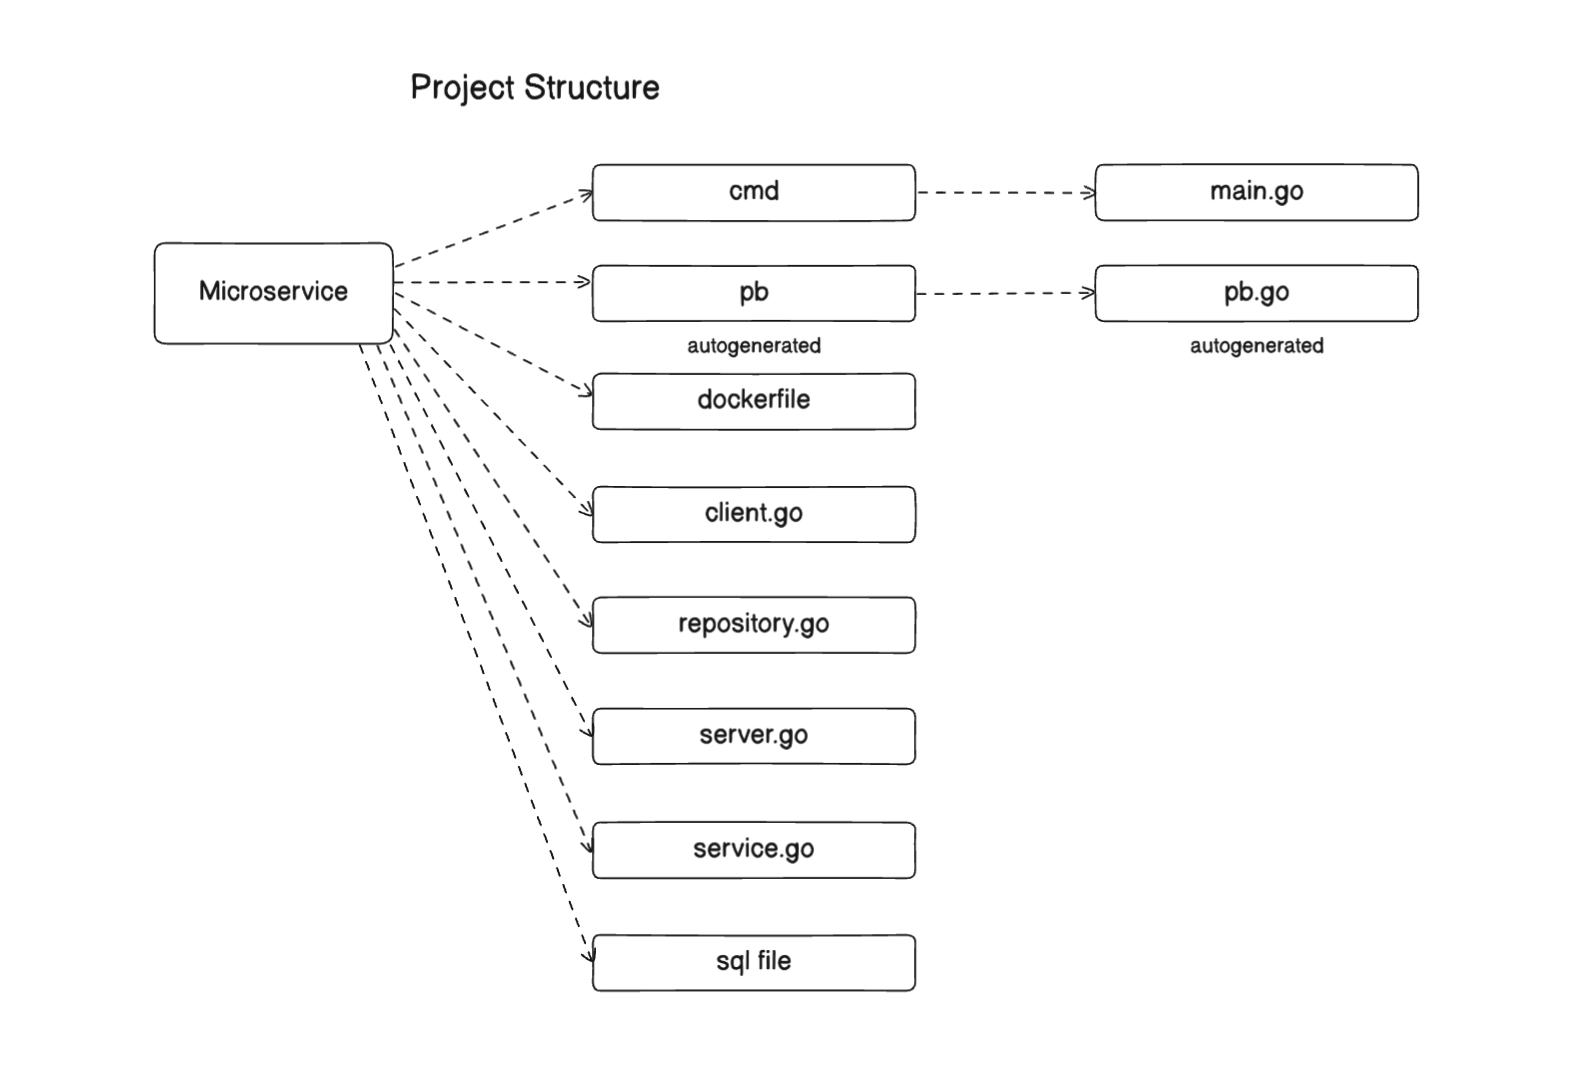 Project Structure
cmd
main.go
Microservice
pb
pb.go
autogenerated
autogenerated
dockerfile
client.go
repository.go
server.go
service.go
sql file